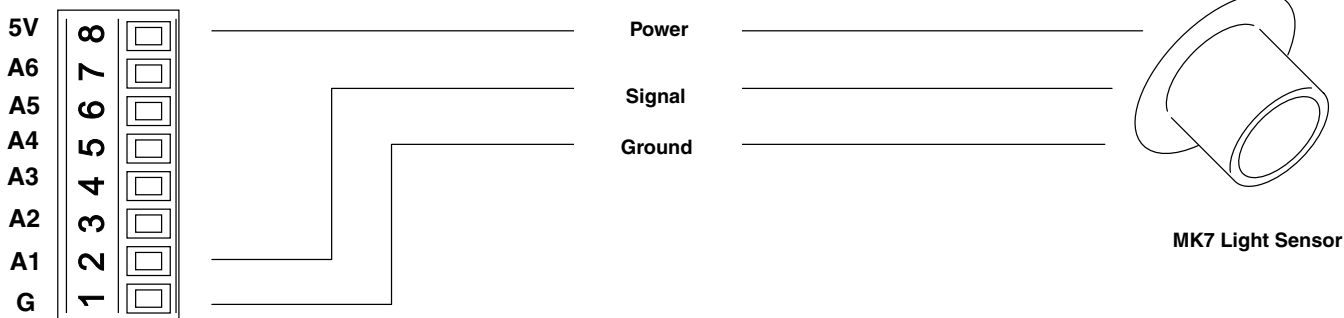 5V 8 Power
A6 7
A5 6 Signal
A4 5 Ground
A3 4
A2 3
A1 2 MK7 Light Sensor
G 1